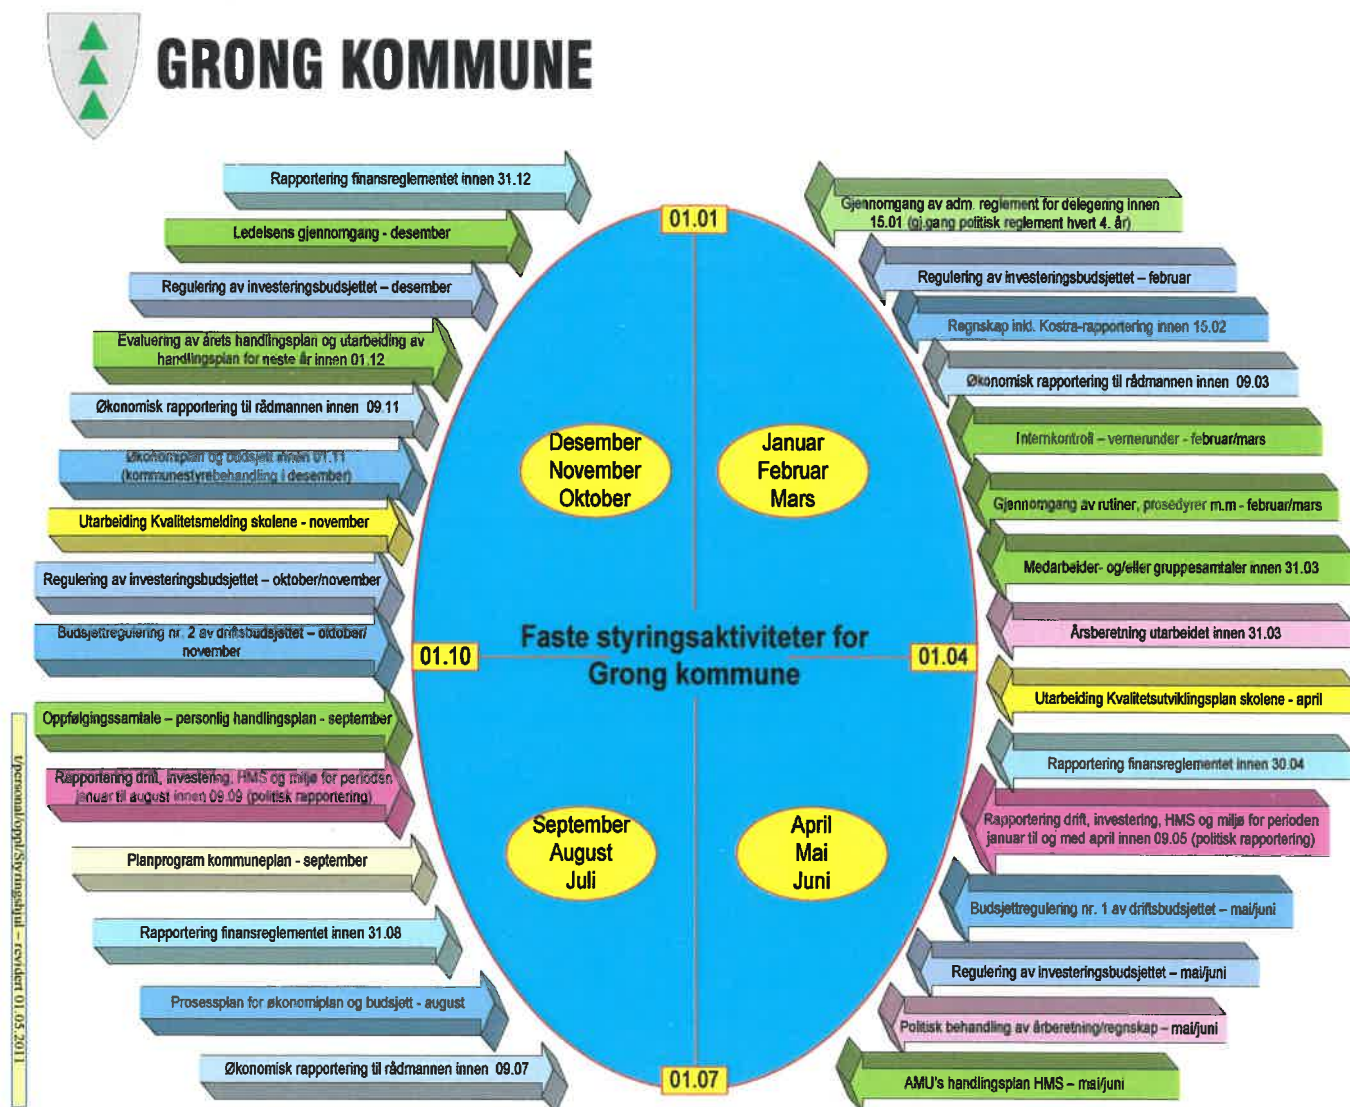 GRONG KOMMUNE
Rapportering finansreglementet innen 31.12
Ledelsens gjennomgang - desember
Regulering av investeringsbudsjettet – desember
Evaluering av årets handlingsplan og utarbeiding av
handlingsplan for neste år innen 01.12
Økonomisk rapportering til rådmannen innen 09.11
Økonomiplan og budsjett innen 01.11
(kommunestyrebehandling i desember)
Utarbeiding Kvalitetsmelding skolene - november
Regulering av investeringsbudsjettet – oktober/november
Budsjettregulering nr. 2 av driftsbudsjettet – oktober/
november
Oppfølgingssamtale – personlig handlingsplan - september
Rapportering drift, investering, HMS og miljø for perioden
januar til august innen 09.09 (politisk rapportering)
Planprogram kommuneplan - september
Rapportering finansreglementet innen 31.08
Prosessplan for økonomiplan og budsjett - august
Økonomisk rapportering til rådmannen innen 09.07
01.01
Desember
November
Oktober
Januar
Februar
Mars
Faste styringsaktiviteter for
Grong kommune
01.10
01.04
September
August
Juli
April
Mai
Juni
01.07
Gjennomgang av adm. reglement for delegering innen
15.01 (gj.gang politisk reglement hvert 4. år)
Regulering av investeringsbudsjettet – februar
Regnskap inkl. Kostra-rapportering innen 15.02
Økonomisk rapportering til rådmannen innen 09.03
Internkontroll – vernerunder - februar/mars
Gjennomgang av rutiner, prosedyrer m.m - februar/mars
Medarbeider- og/eller gruppesamtaler innen 31.03
Årsberetning utarbeidet innen 31.03
Utarbeiding Kvalitetsutviklingsplan skolene - april
Rapportering finansreglementet innen 30.04
Rapportering drift, investering, HMS og miljø for perioden
januar til og med april innen 09.05 (politisk rapportering)
Budsjettregulering nr. 1 av driftsbudsjettet – mai/juni
Regulering av investeringsbudsjettet – mai/juni
Politisk behandling av årberetning/regnskap – mai/juni
AMU's handlingsplan HMS – mai/juni
t/personal/oppl/Styringshjul – revidert 01.05.2011